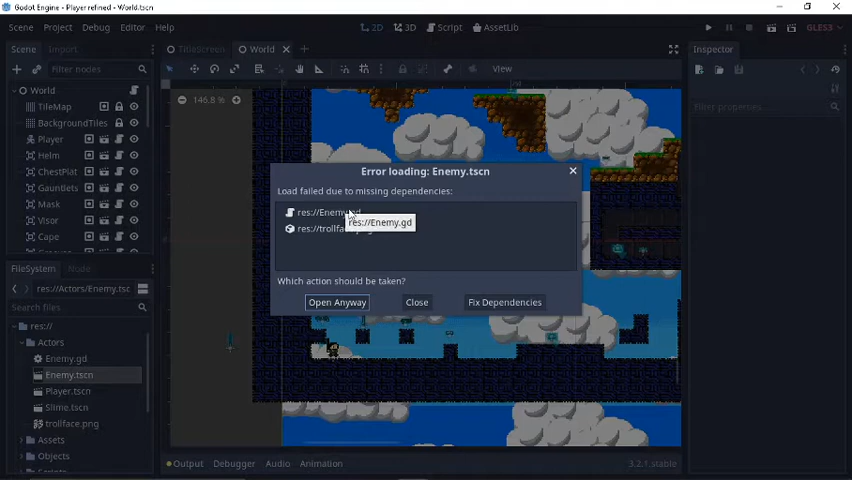 Godot Engine - Player refined - World.tscn
Scene Project Debug Editor Help
2D 3D Script AssetLib
GLES3
Scene Import
TitleScreen World
Inspector
Filter nodes
View
World
146.8 %
Filter properties
TileMap
BackgroundTiles
Player
Helm
ChestPlat
Gauntlets
Mask
Visor
Cape
Error loading: Enemy.tscn
Load failed due to missing dependencies:
res://Enemy.gd
res://Enemy.gd
res://trollfa
Which action should be taken?
Open Anyway Close Fix Dependencies
FileSystem Node
res://Actors/Enemy.tsc
Search files
res://
Actors
Enemy.gd
Enemy.tscn
Player.tscn
Slime.tscn
trollface.png
Assets
Objects
Output Debugger Audio Animation
3.2.1.stable